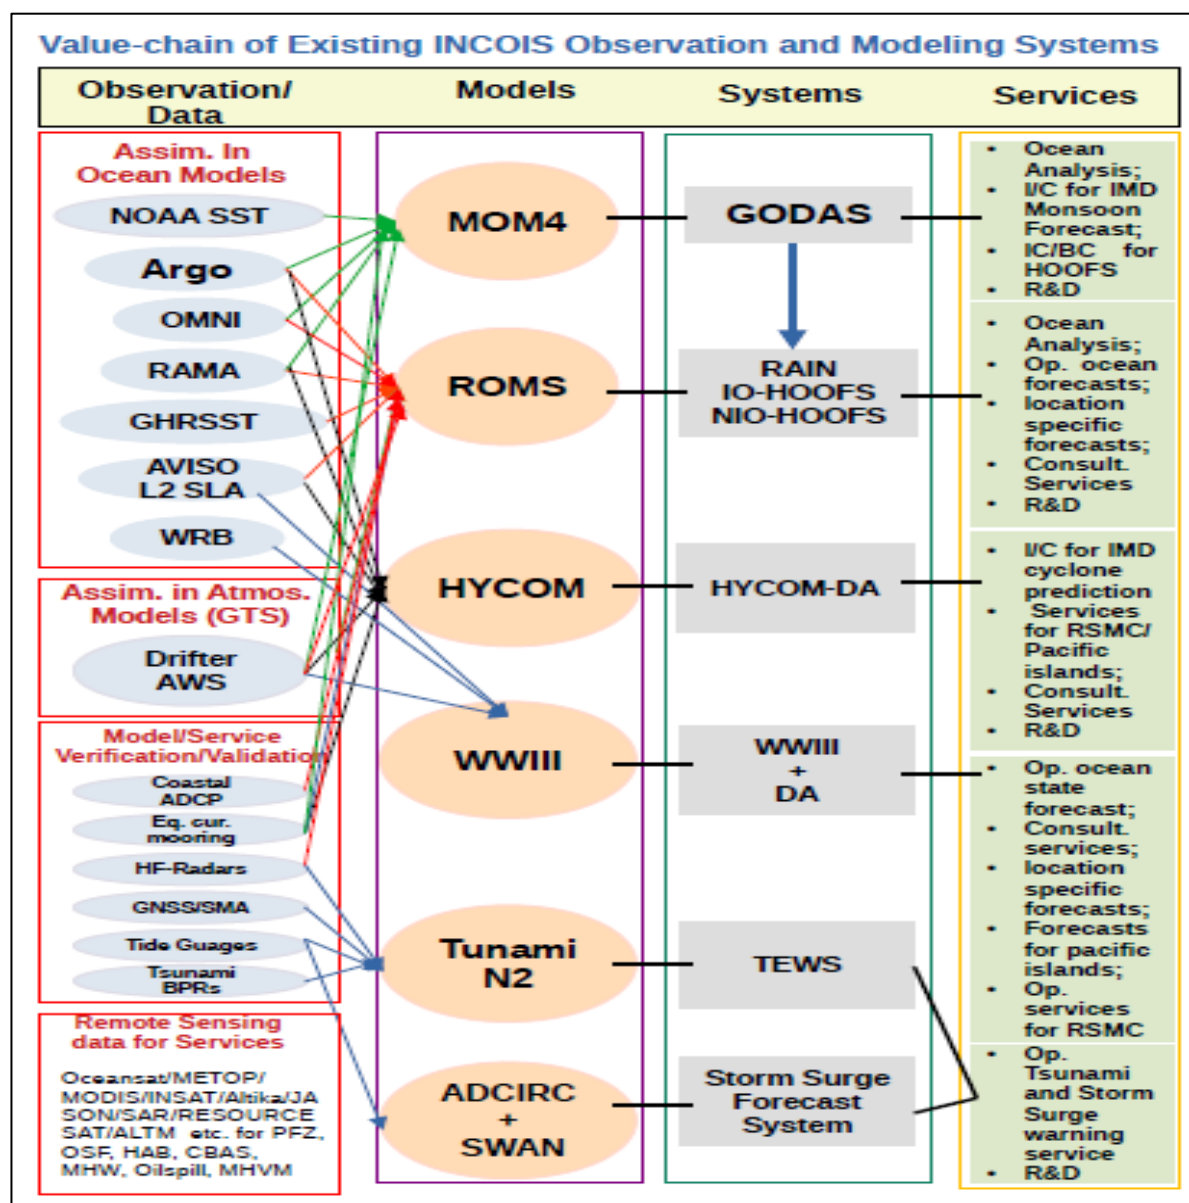 Value-chain of Existing INCOIS Observation and Modeling Systems
Observation/
Data
Models
Systems
Services
Assim. In
Ocean Models
NOAA SST
Argo
OMNI
RAMA
GHRSST
AVISO
L2 SLA
WRB
Assim. in Atmos.
Models (GTS)
Drifter
AWS
Model/Service
Verification/Validation
Coastal
ADCP
Eq. cur.
mooring
HF-Radars
GNSS/SMA
Tide Guages
Tsunami
BPRs
Remote Sensing
data for Services
Oceansat/METOP/
MODIS/INSAT/Altika/JA
SON/SAR/RESOURCE
SAT/ALTM etc. for PFZ,
OSF, HAB, CBAS,
MHW, Oilspill, MHVM
MOM4
ROMS
HYCOM
WWIII
Tunami
N2
ADCIRC
+
SWAN
GODAS
RAIN
IO-HOOFS
NIO-HOOFS
HYCOM-DA
WWIII
+
DA
TEWS
Storm Surge
Forecast
System
• Ocean
Analysis;
• I/C for IMD
Monsoon
Forecast;
• IC/BC for
HOOFS
• R&D
• Ocean
Analysis;
• Op. ocean
forecasts;
• location
specific
forecasts;
• Consult.
Services
• R&D
• I/C for IMD
cyclone
prediction
• Services
for RSMC/
Pacific
islands;
• Consult.
Services
• R&D
• Op. ocean
state
forecast;
• Consult.
services;
• location
specific
forecasts;
• Forecasts
for pacific
islands;
• Op.
services
for RSMC
• Op.
Tsunami
and Storm
Surge
warning
service
• R&D